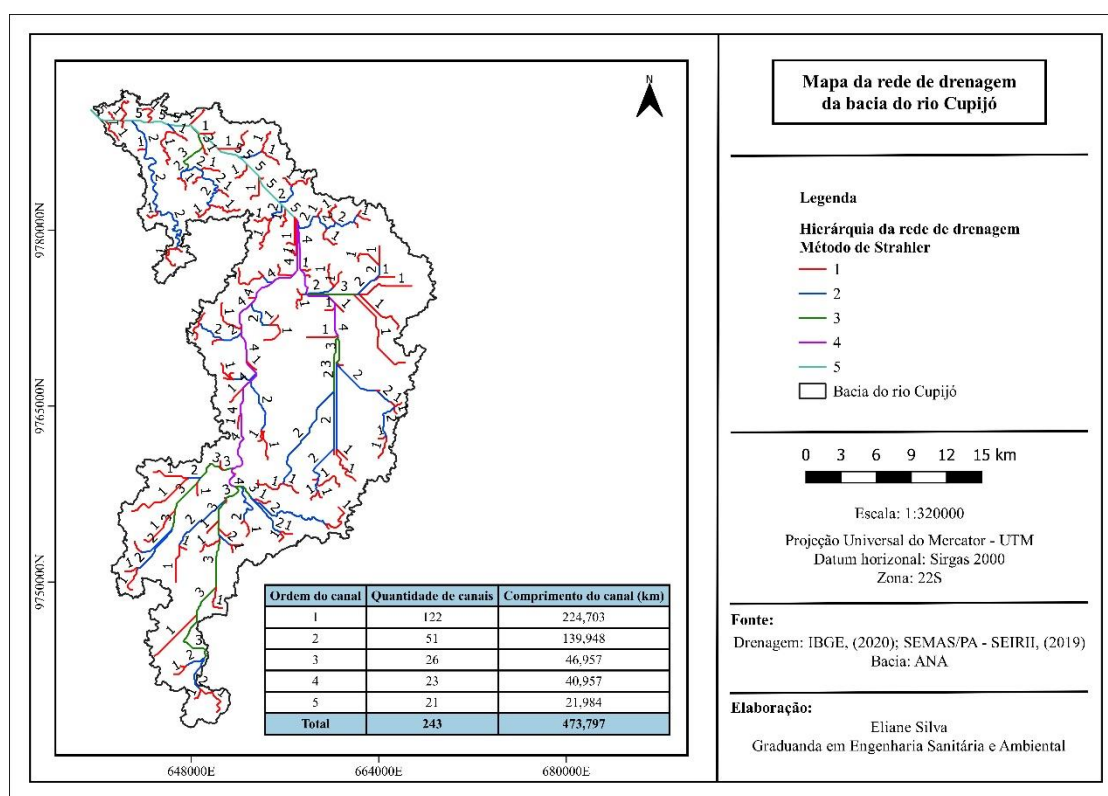 N
9780000N
9765000N
9750000N
648000E
664000E
680000E
Ordem do canal Quantidade de canais Comprimento do canal (km)
1 122 224,703
2 51 139,948
3 26 46,957
4 23 40,957
5 21 21,984
Total 243 473,797
Mapa da rede de drenagem
da bacia do rio Cupijó
Legenda
Hierárquia da rede de drenagem
Método de Strahler
1
2
3
4
5
Bacia do rio Cupijó
0 3 6 9 12 15 km
Escala: 1:320000
Projeção Universal do Mercator - UTM
Datum horizonal: Sirgas 2000
Zona: 22S
Fonte:
Drenagem: IBGE, (2020); SEMAS/PA - SEIRII, (2019)
Bacia: ANA
Elaboração:
Eliane Silva
Graduanda em Engenharia Sanitária e Ambiental